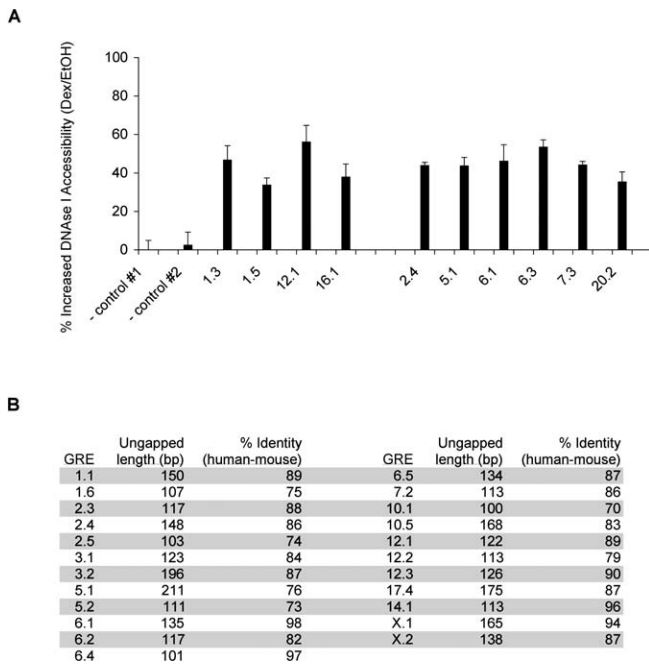 A
% Increased DNAse I Accessibility (Dex/EtOH)
100
80
60
40
20
0
- control #1
- control #2
1.3
1.5
12.1
16.1
2.4
5.1
6.1
6.3
7.3
20.2
B
GRE Ungapped length (bp) % Identity (human-mouse) GRE Ungapped length (bp) % Identity (human-mouse)
1.1 150 89 6.5 134 87
1.6 107 75 7.2 113 86
2.3 117 88 10.1 100 70
2.4 148 86 10.5 168 83
2.5 103 74 12.1 122 89
3.1 123 84 12.2 113 79
3.2 196 87 12.3 126 90
5.1 211 76 17.4 175 87
5.2 111 73 14.1 113 96
6.1 135 98 X.1 165 94
6.2 117 82 X.2 138 87
6.4 101 97